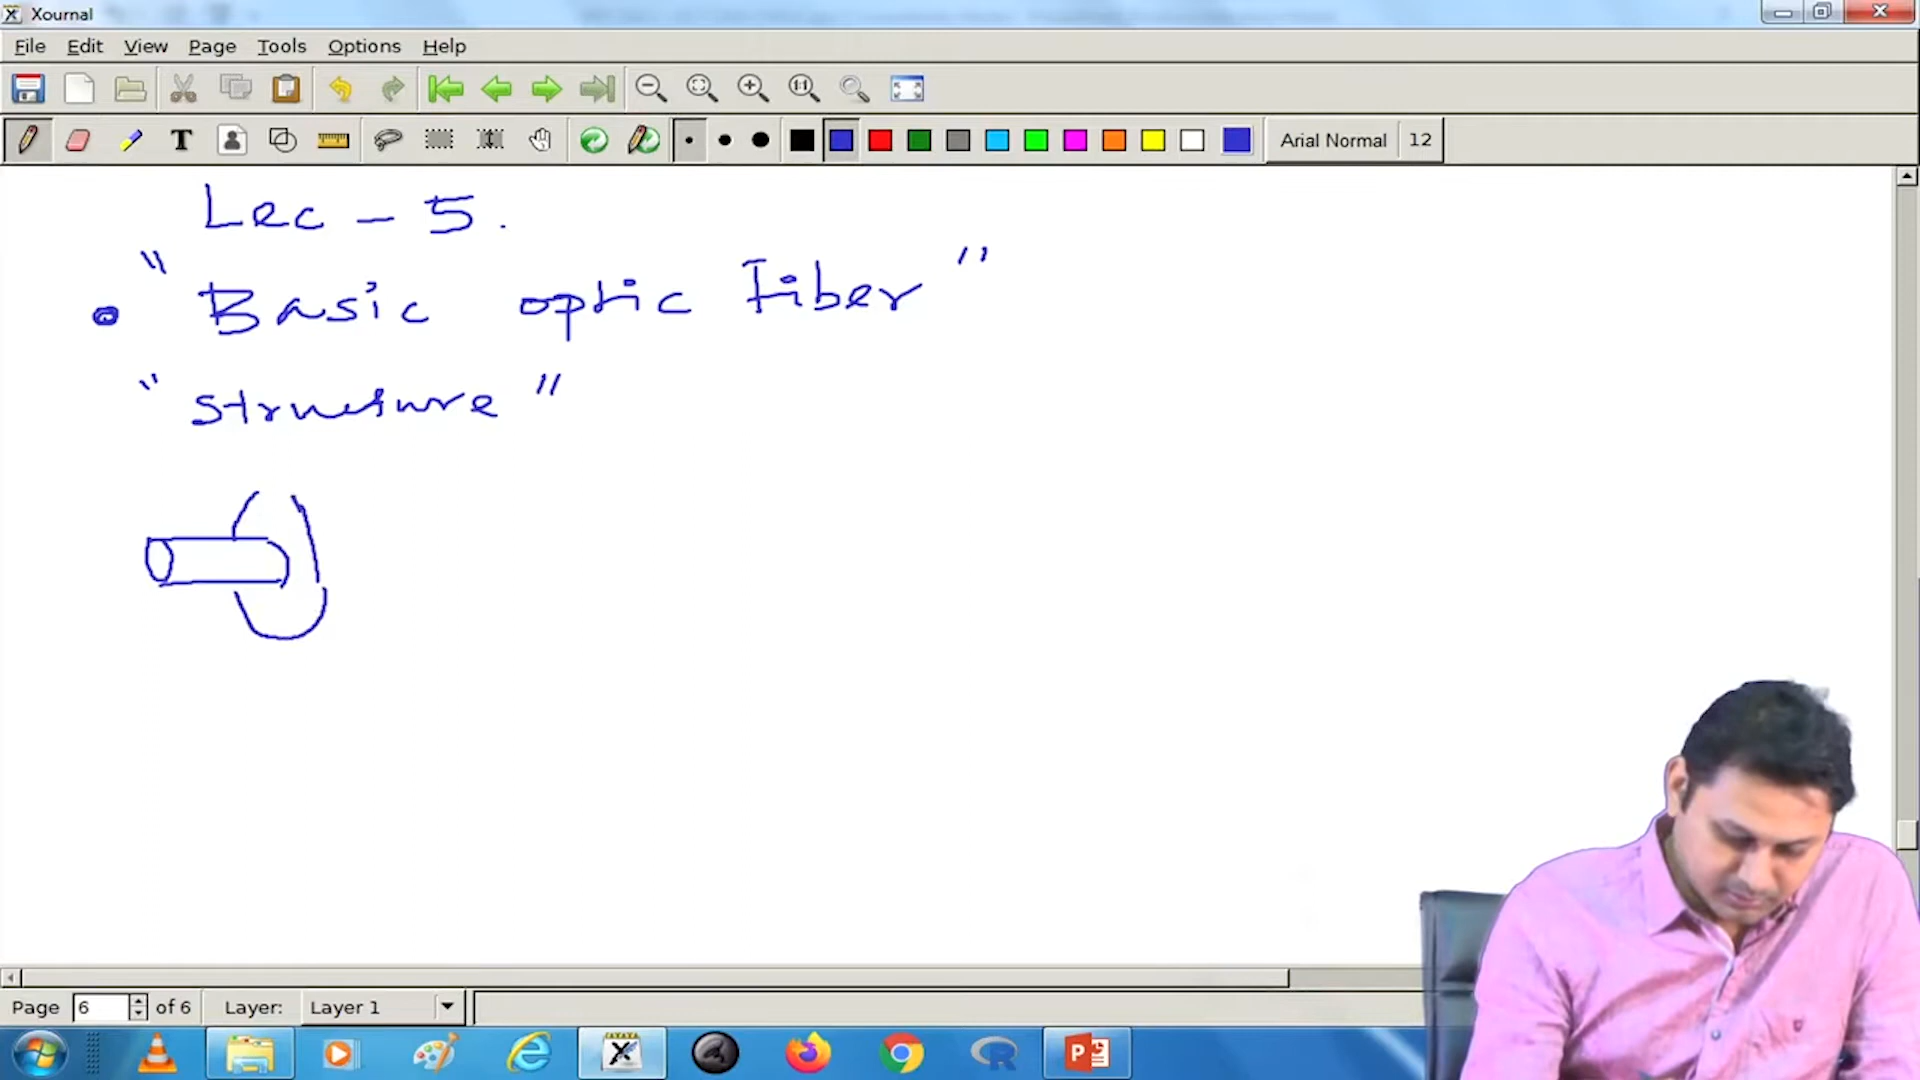 Xournal
File Edit View Page Tools Options Help
T Arial Normal 12
Lec - 5.
" Basic optic Fiber "
" structure "
Page 6 of 6 Layer: Layer 1